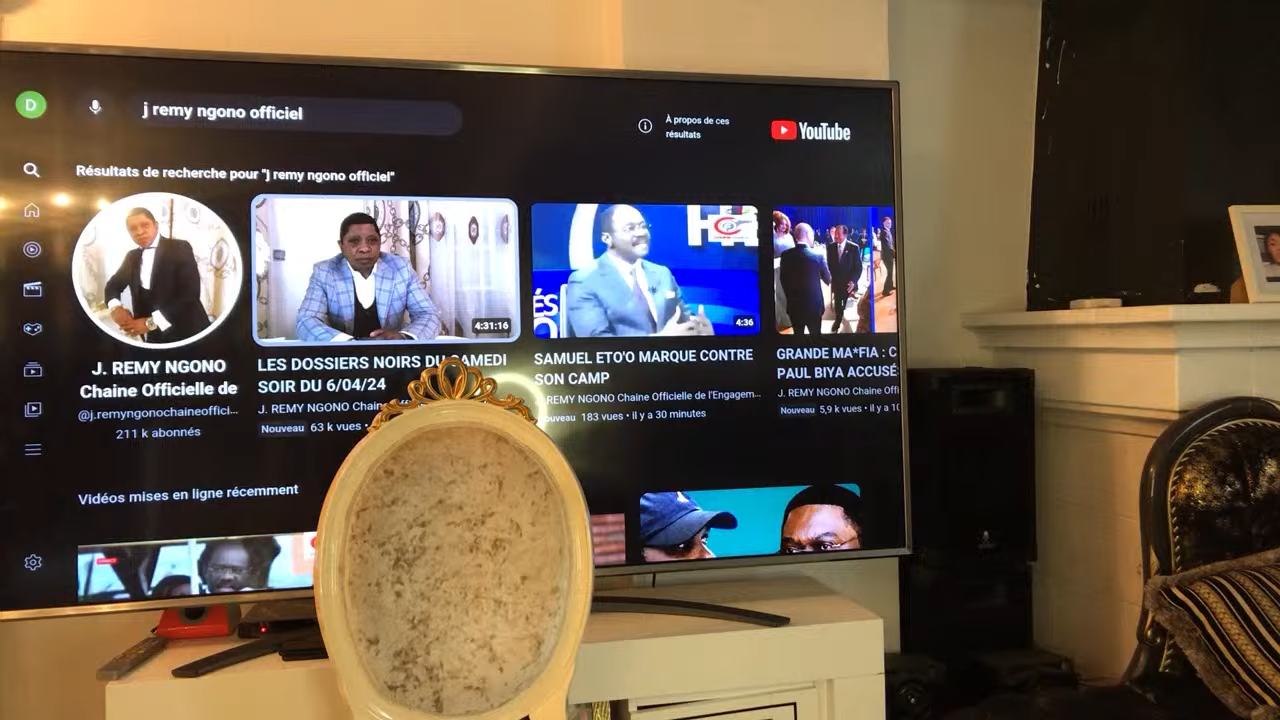 D
j remy ngono officiel
À propos de ces
résultats
YouTube
Résultats de recherche pour "j remy ngono officiel"
4:31:16
ÉS
4:36
J. REMY NGONO
Chaine Officielle de
@j.remyngonochaineoffici...
211 k abonnés
LES DOSSIERS NOIRS DU SAMEDI
SOIR DU 6/04/24
J. REMY NGONO Chaine
Nouveau 63 k vues •
SAMUEL ETO'O MARQUE CONTRE
SON CAMP
J. REMY NGONO Chaine Officielle de l'Engagem...
Nouveau 183 vues • il y a 30 minutes
GRANDE MA*FIA : C
PAUL BIYA ACCUSÉ
J. REMY NGONO Chaine Offi
Nouveau 5,9 k vues • il y a 10
Vidéos mises en ligne récemment